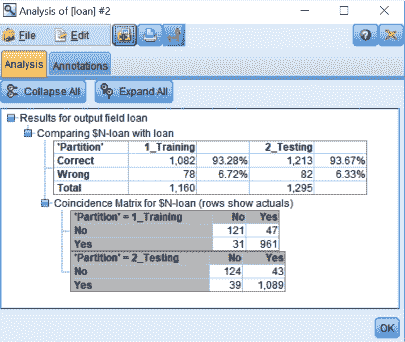 Analysis of [loan] #2
File Edit
Analysis Annotations
Collapse All Expand All
Results for output field loan
Comparing $N-loan with loan
'Partition' 1_Training 2_Testing
Correct 1,082 93.28% 1,213 93.67%
Wrong 78 6.72% 82 6.33%
Total 1,160 1,295
Coincidence Matrix for $N-loan (rows show actuals)
'Partition' = 1_Training No Yes
No 121 47
Yes 31 961
'Partition' = 2_Testing No Yes
No 124 43
Yes 39 1,089
OK